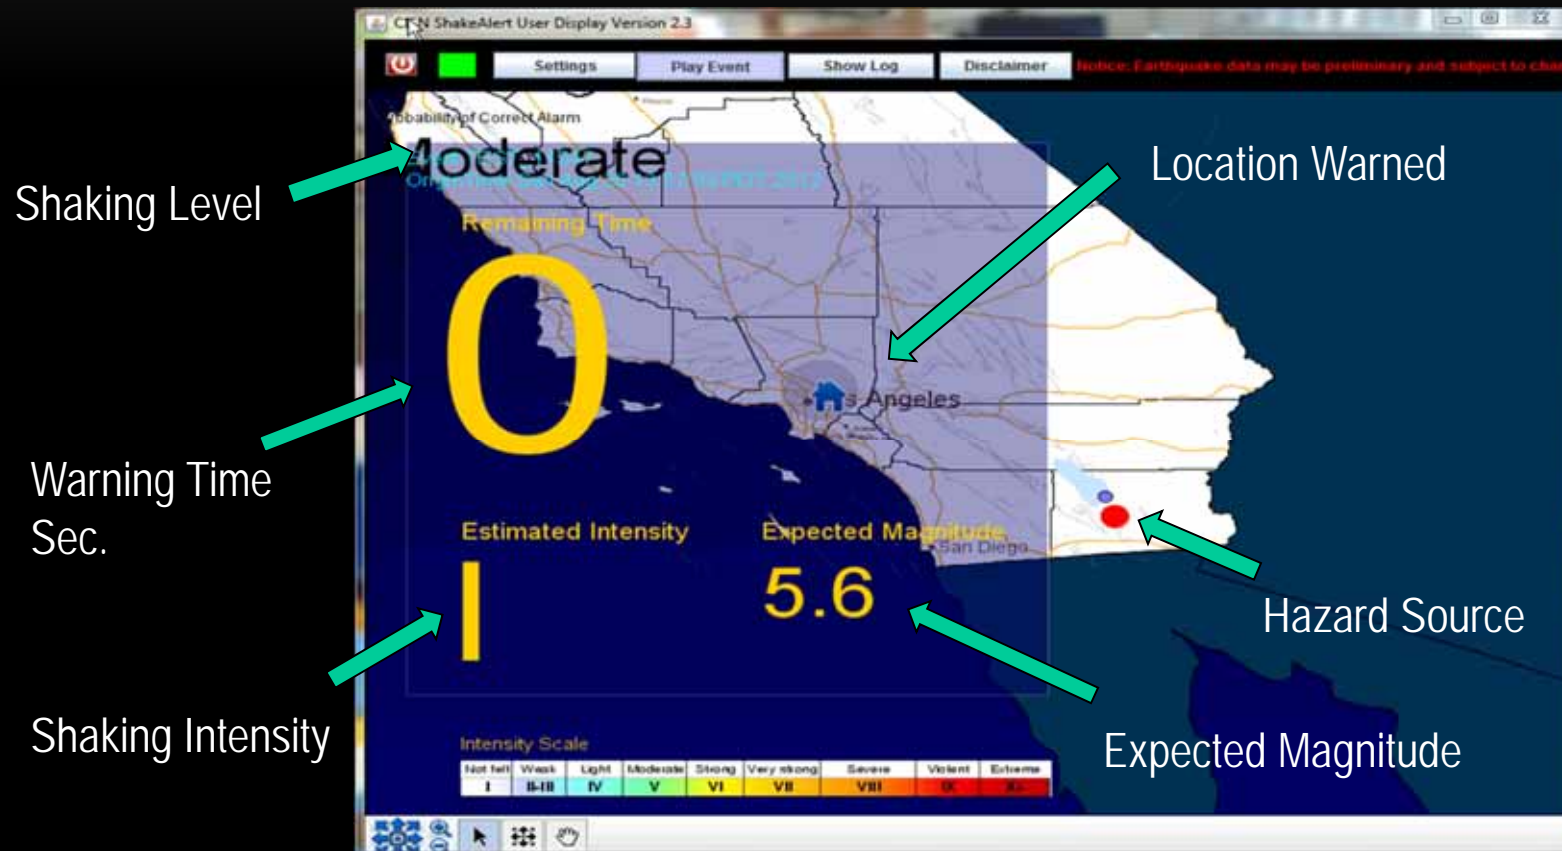 CISN ShakeAlert User Display Version 2.3
Settings
Play Event
Show Log
Disclaimer
Notice: Earthquake data may be preliminary and subject to
Probability of Correct Alarm
Moderate
Remaining Time
0
Estimated Intensity
I
Expected Magnitude
5.6
s Angeles
San Diego
Intensity Scale
Not felt Weak Light Moderate Strong Very strong Severe Violent Extreme
I II-III IV V VI VII VIII IX
Shaking Level
Warning Time
Sec.
Shaking Intensity
Location Warned
Hazard Source
Expected Magnitude